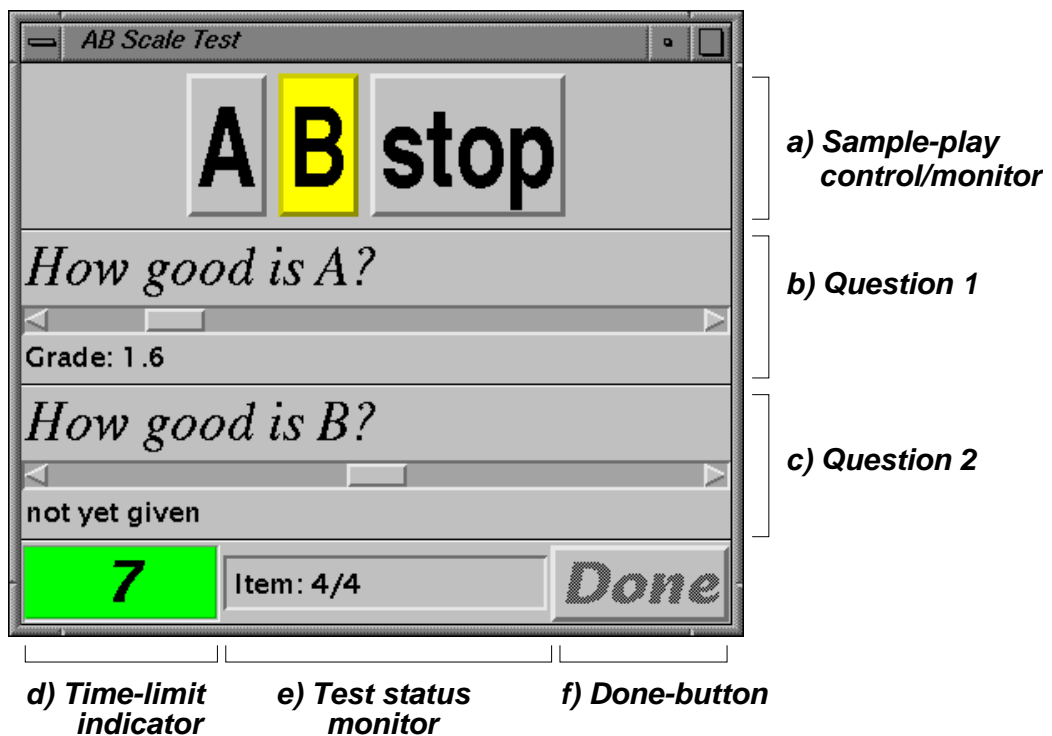 AB Scale Test
A B stop
a) Sample-play
control/monitor
How good is A?
b) Question 1
Grade: 1.6
How good is B?
c) Question 2
not yet given
7 Item: 4/4 Done
d) Time-limit
indicator
e) Test status
monitor
f) Done-button